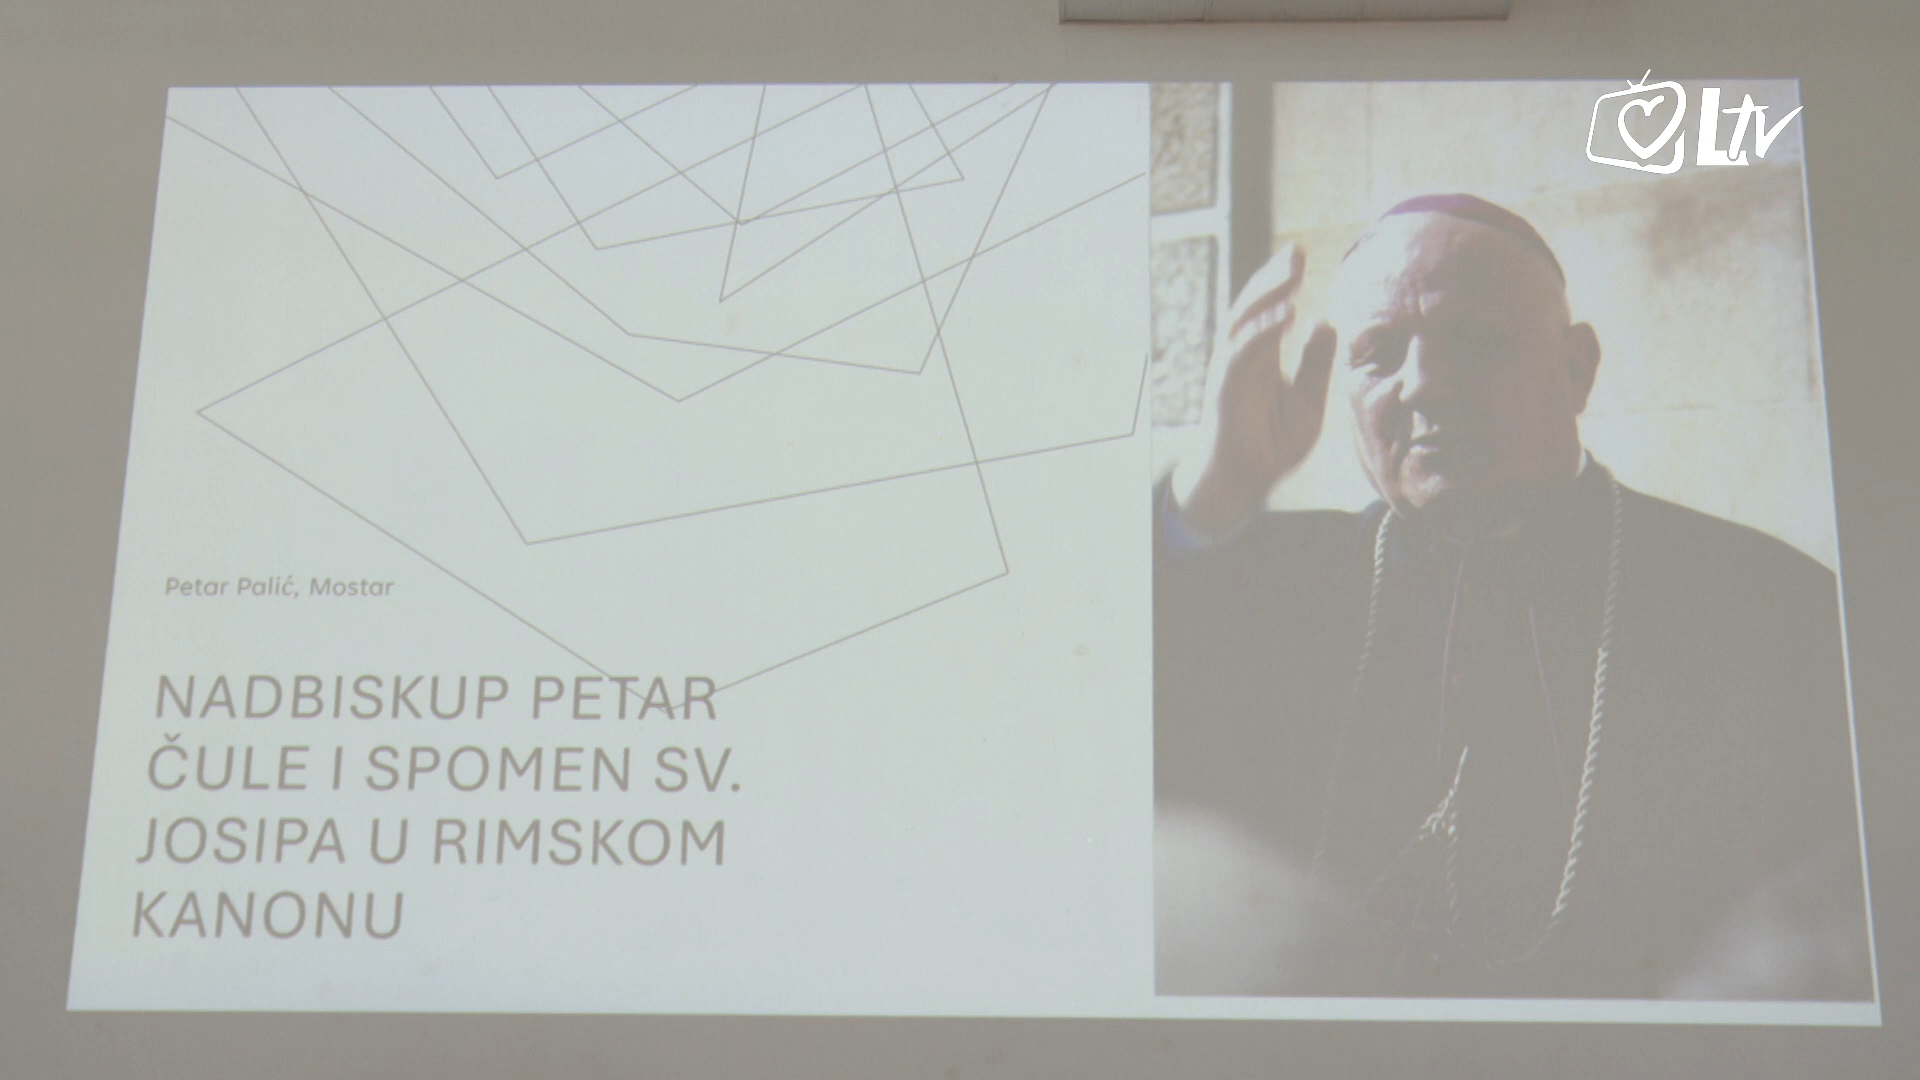 LTV
Petar Palić, Mostar
NADBISKUP PETAR
ČULE I SPOMEN SV.
JOSIPA U RIMSKOM
KANONU